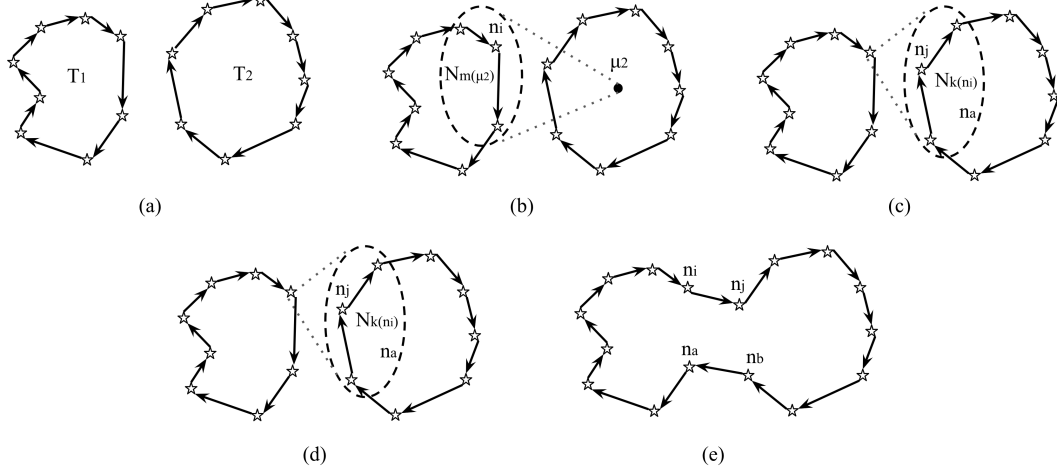 T1
T2
ni
Nm(μ2)
μ2
nj
Nk(ni)
na
(a)
(b)
(c)
nj
Nk(ni)
na
ni
nj
na
nb
(d)
(e)